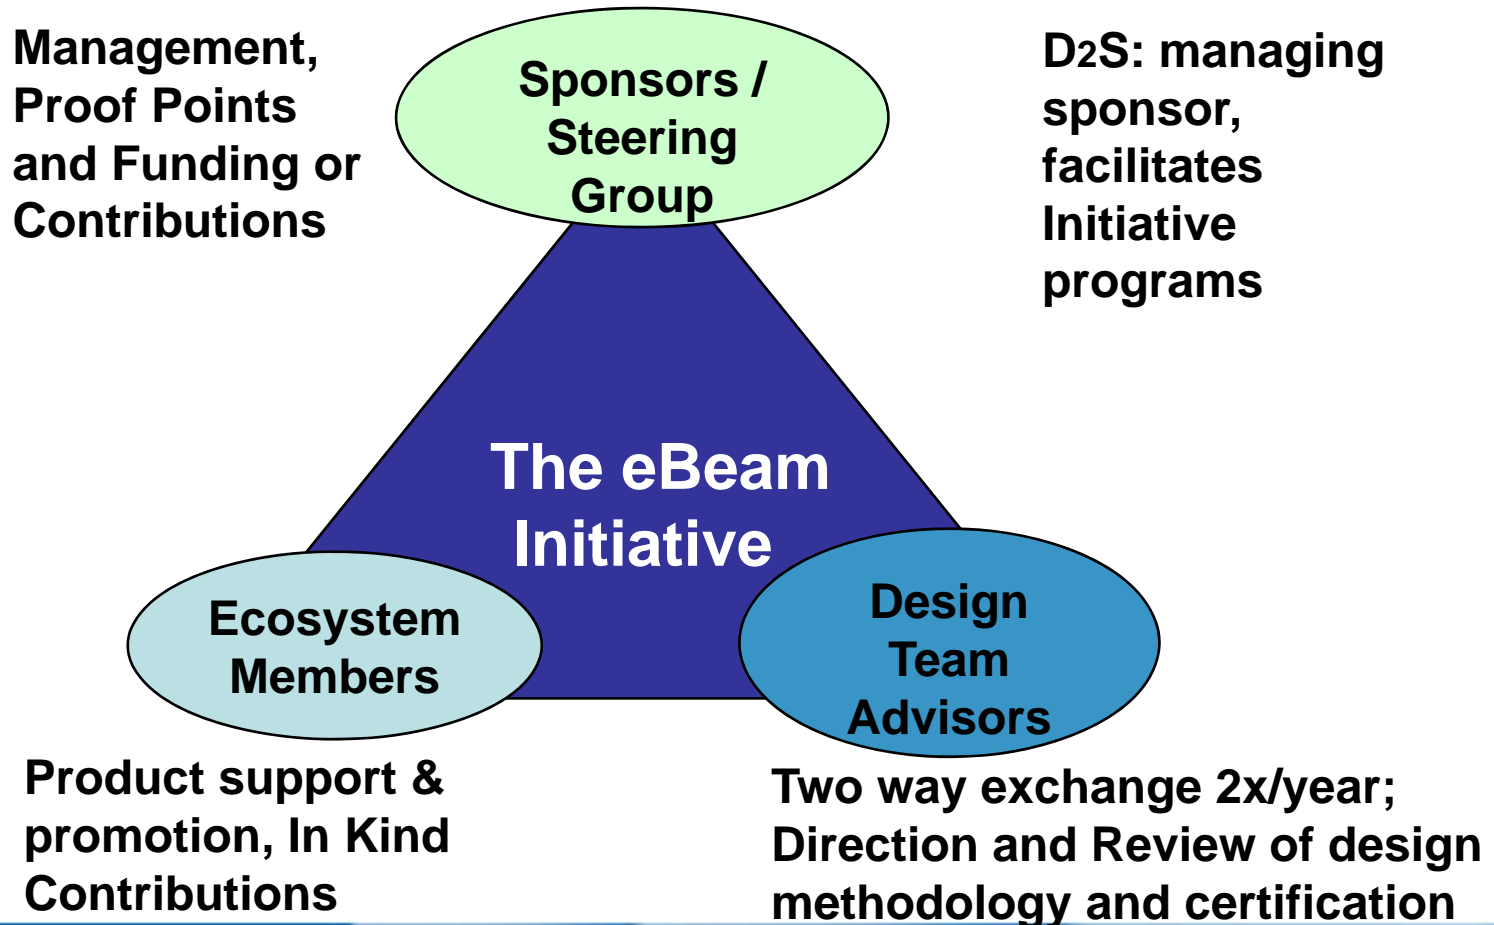 Management,
Proof Points
and Funding or
Contributions
Sponsors /
Steering
Group
D2S: managing
sponsor,
facilitates
Initiative
programs
The eBeam
Initiative
Ecosystem
Members
Design
Team
Advisors
Product support &
promotion, In Kind
Contributions
Two way exchange 2x/year;
Direction and Review of design
methodology and certification